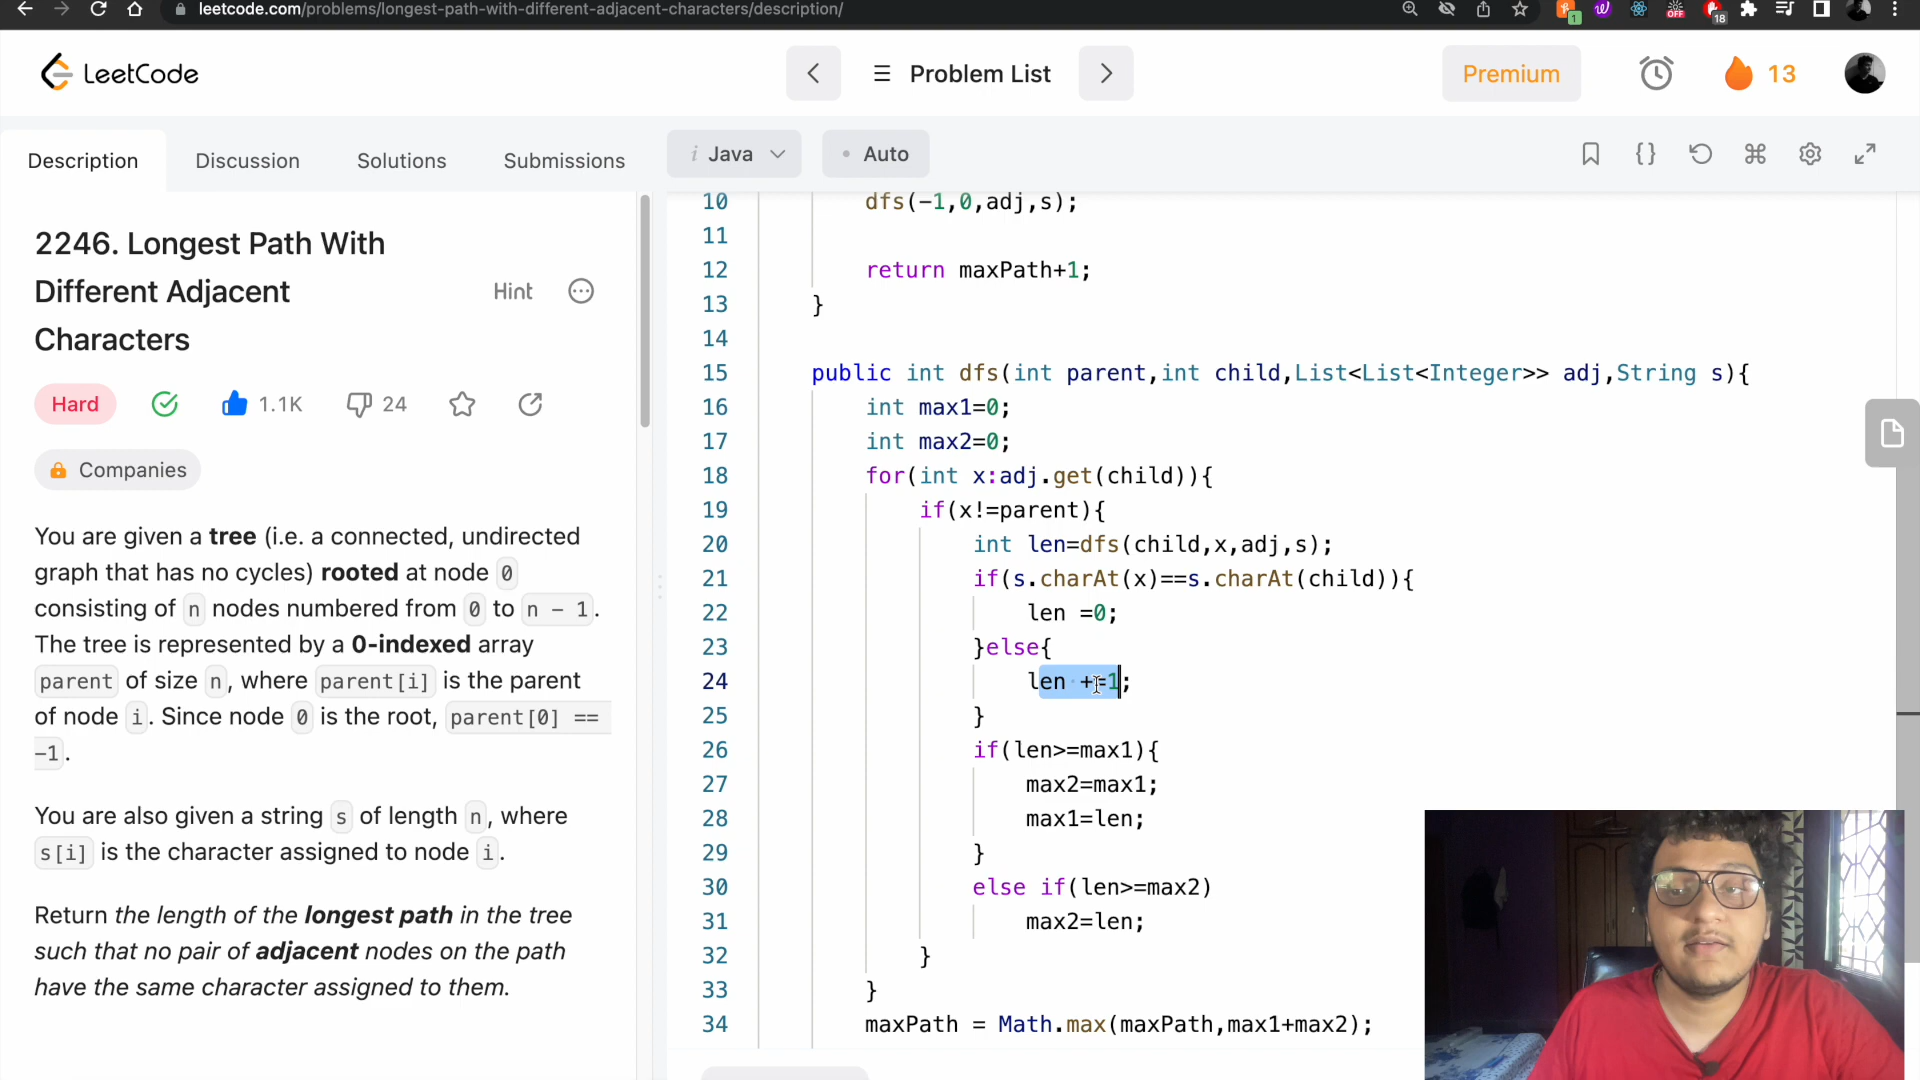 leetcode.com/problems/longest-path-with-different-adjacent-characters/description/
OFF
1
18
LeetCode
Problem List
Premium
13
Description
Discussion
Solutions
Submissions
i Java
• Auto
2246. Longest Path With
Different Adjacent
Characters
Hint
Hard
1.1K
24
Companies
You are given a tree (i.e. a connected, undirected
graph that has no cycles) rooted at node 0
consisting of n nodes numbered from 0 to n - 1.
The tree is represented by a 0-indexed array
parent of size n, where parent[i] is the parent
of node i. Since node 0 is the root, parent[0] ==
-1.
You are also given a string s of length n, where
s[i] is the character assigned to node i.
Return the length of the longest path in the tree
such that no pair of adjacent nodes on the path
have the same character assigned to them.
10 dfs(-1,0,adj,s);
11
12 return maxPath+1;
13 }
14
15 public int dfs(int parent,int child,List<List<Integer>> adj,String s){
16 int max1=0;
17 int max2=0;
18 for(int x:adj.get(child)){
19 if(x!=parent){
20 int len=dfs(child,x,adj,s);
21 if(s.charAt(x)==s.charAt(child)){
22 len =0;
23 }else{
24 len +=1;
25 }
26 if(len>=max1){
27 max2=max1;
28 max1=len;
29 }
30 else if(len>=max2)
31 max2=len;
32 }
33 }
34 maxPath = Math.max(maxPath,max1+max2);